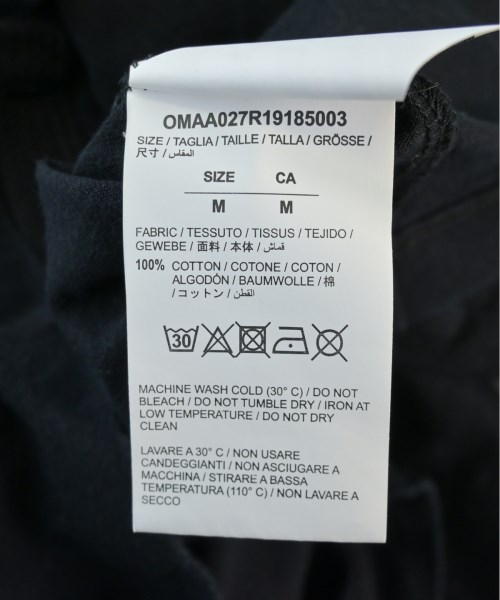 OMAA027R19185003
SIZE / TAGLIA / TAILLE / TALLA / GRÖSSE /
尺寸 / المقاس
SIZE CA
M M
FABRIC / TESSUTO / TISSUS / TEJIDO /
GEWEBE / 面料 / 本体 / قماش
100% COTTON / COTONE / COTON /
ALGODÓN / BAUMWOLLE / 棉
/ コットン / القطن
30
MACHINE WASH COLD (30° C) / DO NOT
BLEACH / DO NOT TUMBLE DRY / IRON AT
LOW TEMPERATURE / DO NOT DRY
CLEAN
LAVARE A 30° C / NON USARE
CANDEGGIANTI / NON ASCIUGARE A
MACCHINA / STIRARE A BASSA
TEMPERATURA (110° C) / NON LAVARE A
SECCO